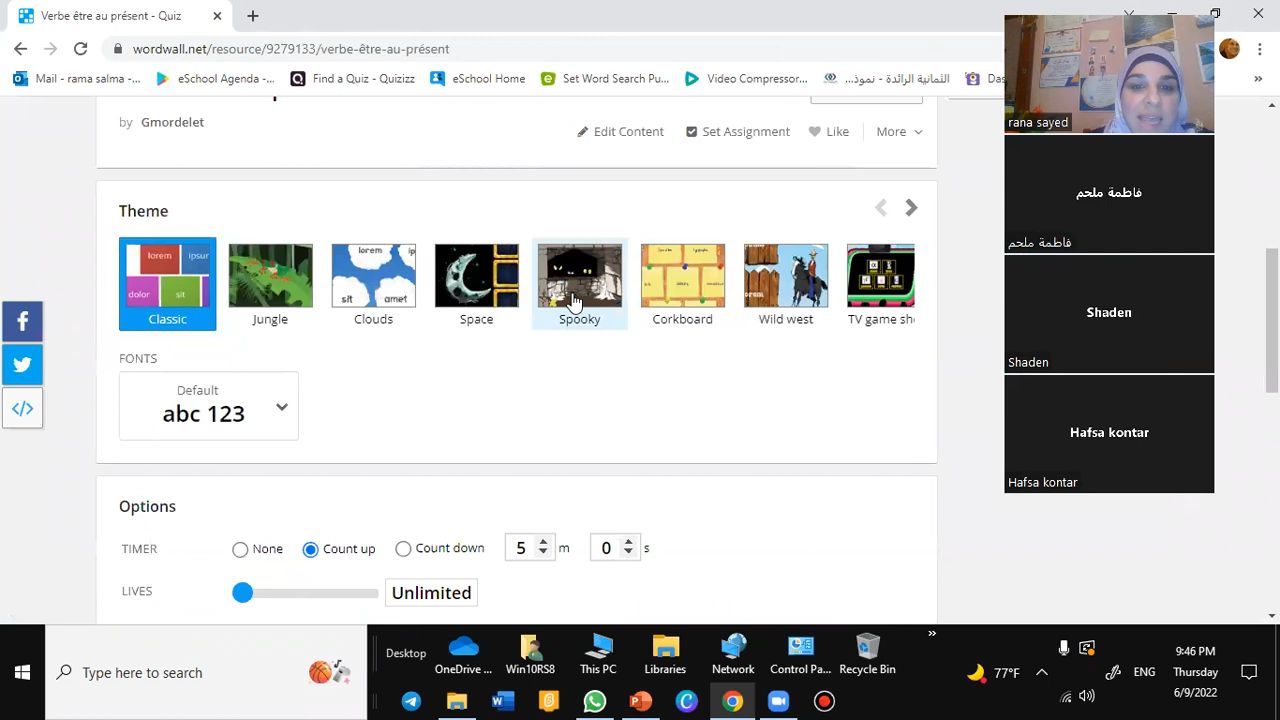 Verbe être au présent - Quiz
wordwall.net/resource/9279133/verbe-être-au-présent
Mail - rama salma -...
eSchool Agenda -...
Find a Quiz - Quizizz
eSchool Home
Set Word Search Pu...
Video Compressor...
الثمانية الرائدة - نموذ...
Das
»
by Gmordelet
Edit Content
Set Assignment
Like
More
Theme
lorem ipsum
dolor sit
lorem
sit amet
Classic
Jungle
Clouds
Space
Spooky
Corkboard
Wild west
TV game sh
FONTS
Default
abc 123
Options
TIMER
None
Count up
Count down
5 m
0 s
LIVES
Unlimited
rana sayed
فاطمة ملحم
فاطمة ملحم
Shaden
Shaden
Hafsa kontar
Hafsa kontar
Type here to search
Desktop
»
OneDrive ...
Win10RS8
This PC
Libraries
Network
Control Pa...
Recycle Bin
77°F
ENG
9:46 PM
Thursday
6/9/2022